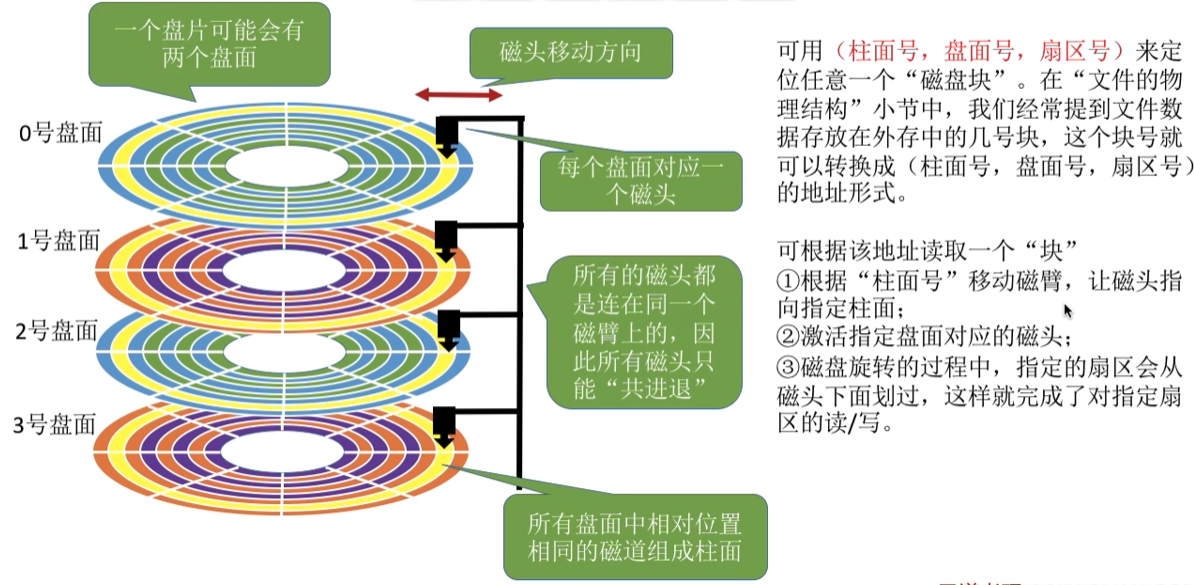 一个盘片可能会有
两个盘面
磁头移动方向
0号盘面
每个盘面对应一
个磁头
1号盘面
所有的磁头都
是连在同一个
磁臂上的，因
此所有磁头只
能“共进退”
2号盘面
3号盘面
所有盘面中相对位置
相同的磁道组成柱面
可用（柱面号，盘面号，扇区号）来定
位任意一个“磁盘块”。在“文件的物
理结构”小节中，我们经常提到文件数
据存放在外存中的几号块，这个块号就
可以转换成（柱面号，盘面号，扇区号）
的地址形式。
可根据该地址读取一个“块”
①根据“柱面号”移动磁臂，让磁头指
向指定柱面；
②激活指定盘面对应的磁头；
③磁盘旋转的过程中，指定的扇区会从
磁头下面划过，这样就完成了对指定扇
区的读/写。